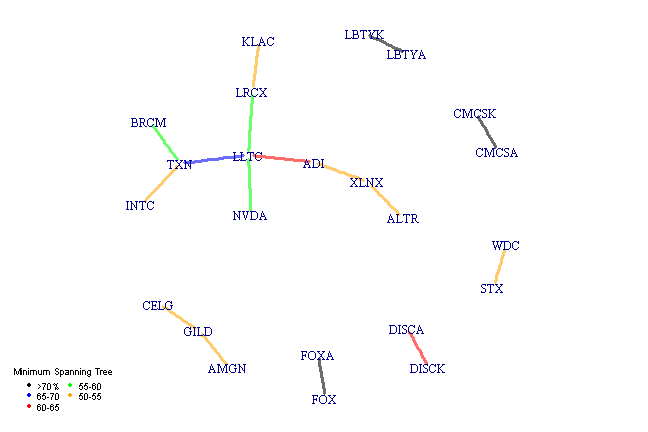 LBTYK
KLAC
LBTYA
LRCX
CMCSK
BRCM
CMCSA
LLTC
TXN
ADI
XLNX
INTC
NVDA
ALTR
WDC
STX
CELG
GILD
DISCA
FOXA
AMGN
DISCK
FOX
Minimum Spanning Tree
>70% 55-60
65-70 50-55
60-65